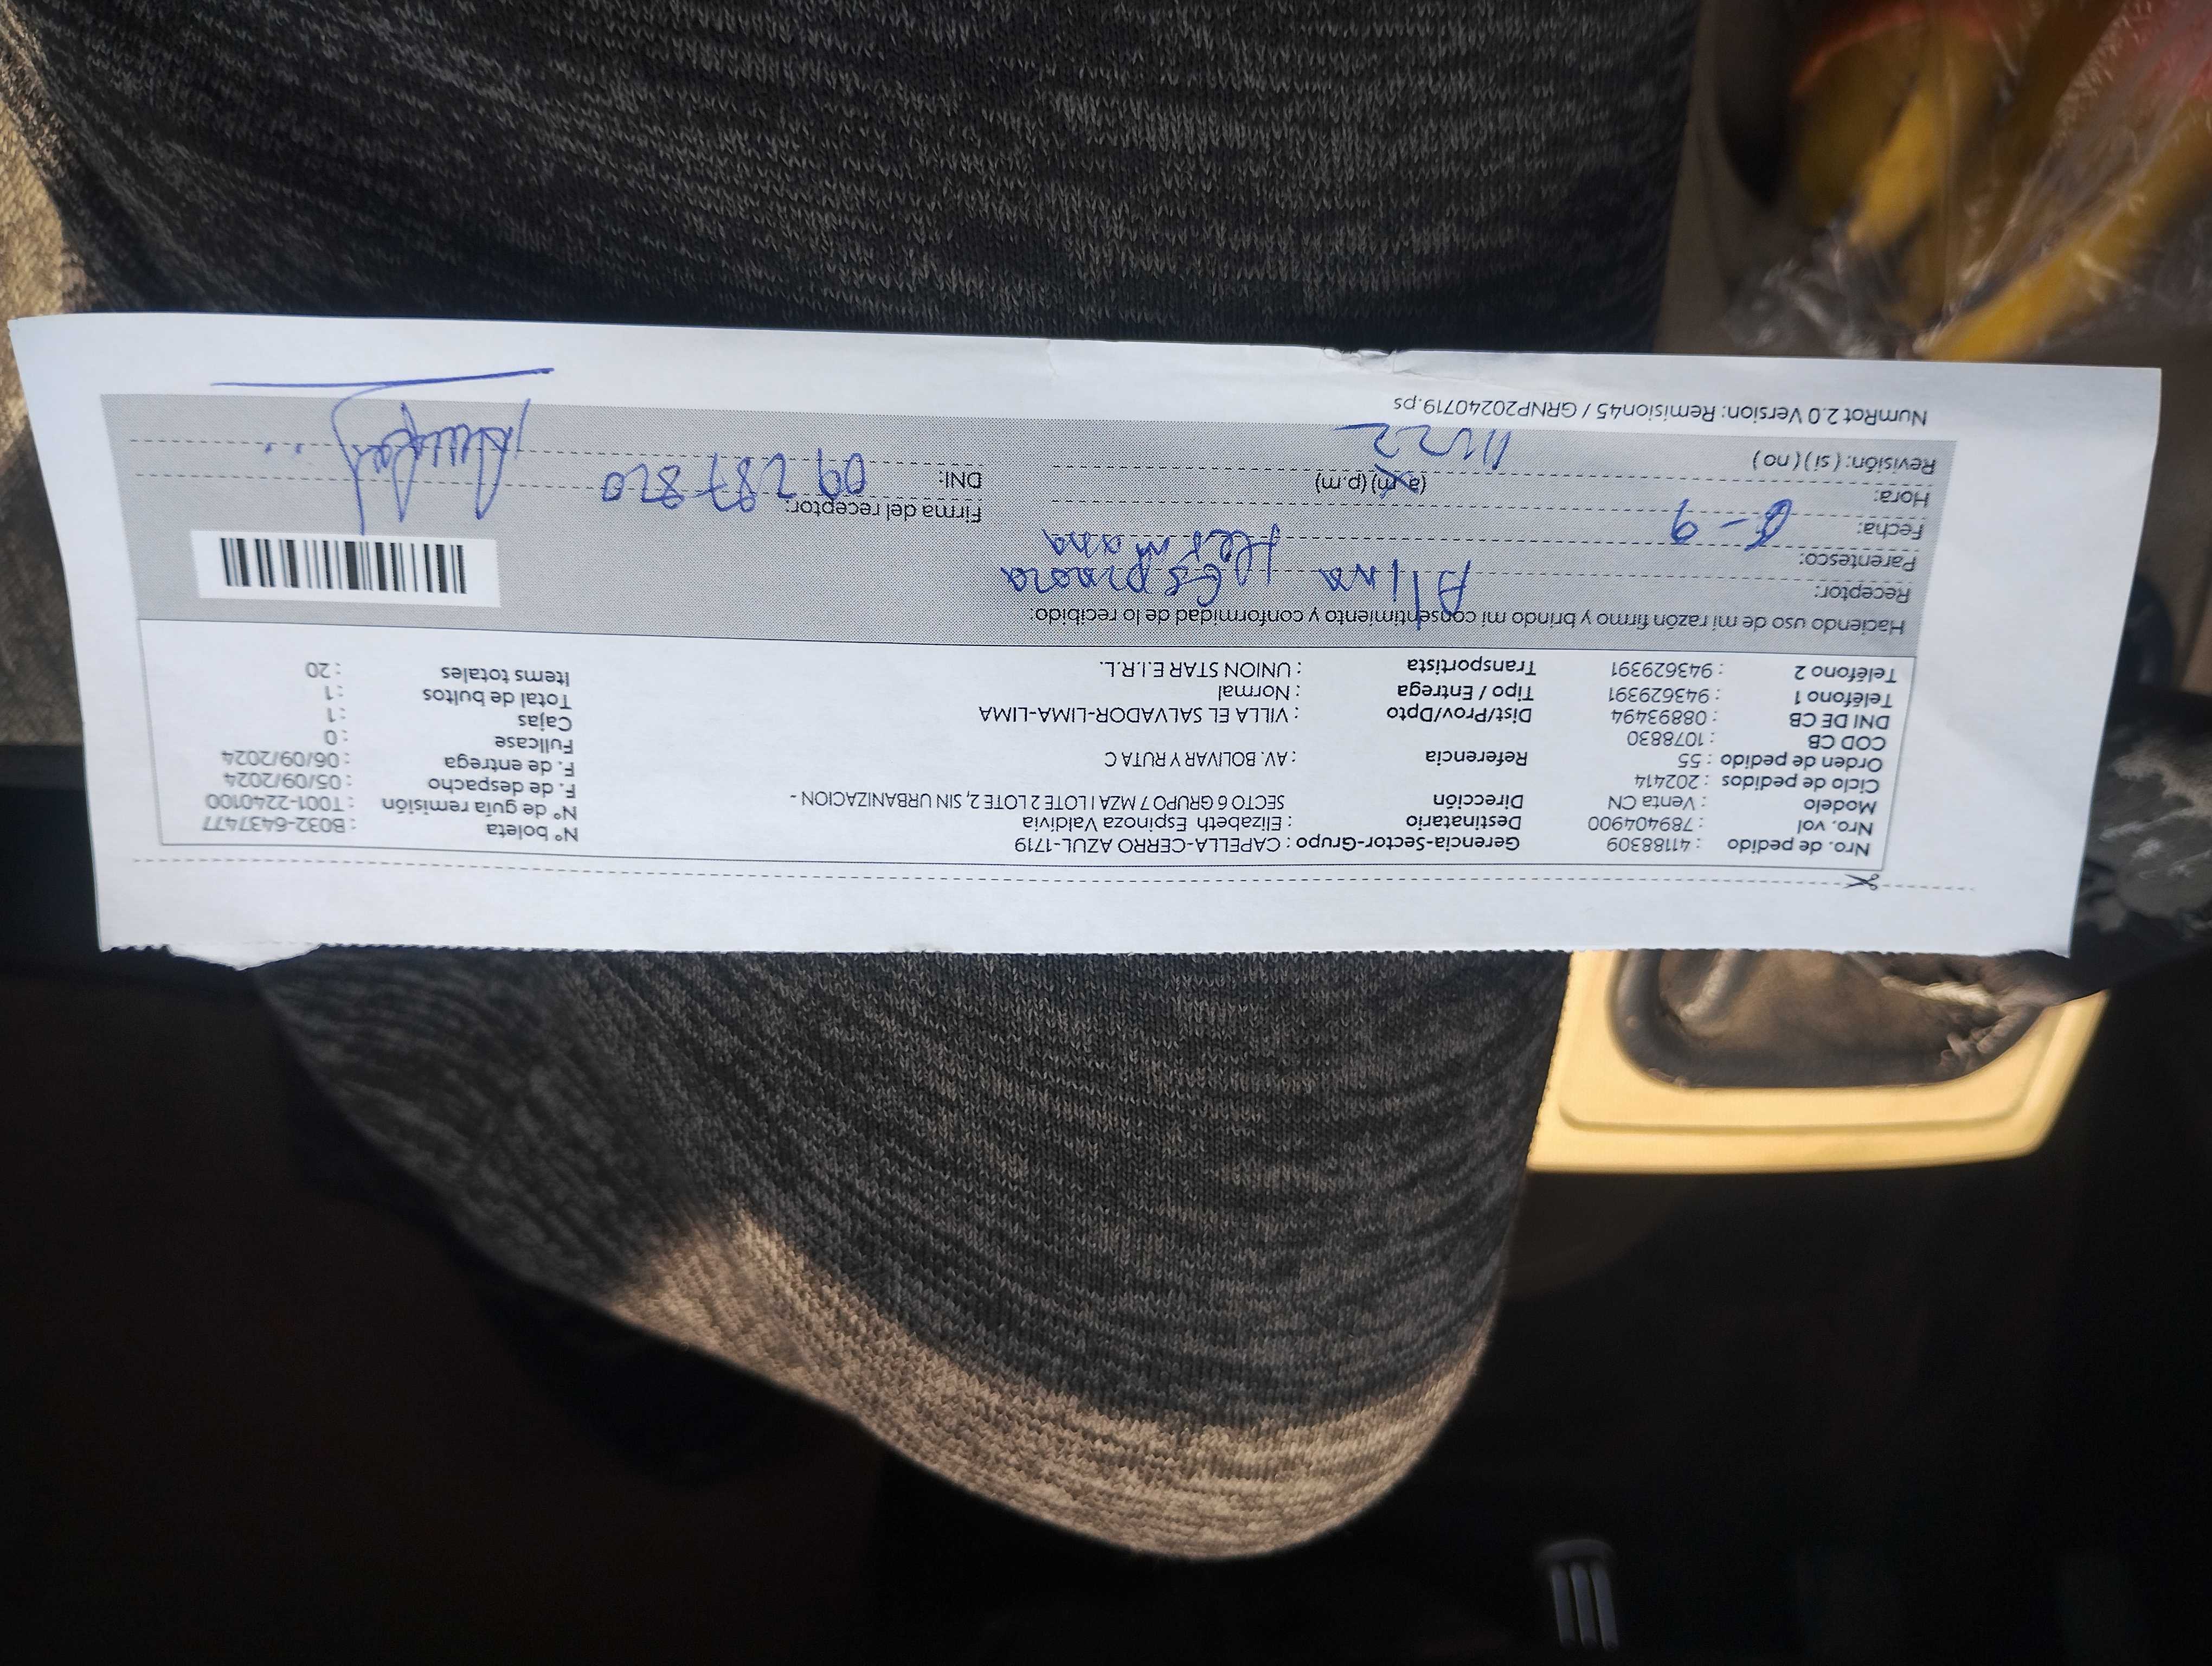 Nro. de pedido : 41188309 Gerencia-Sector-Grupo : CAPELLA-CERRO AZUL-1719 N° boleta : B032-6437477
Nro. vol : 789404900 Destinatario : Elizabeth Espinoza Valdivia N° de guía remisión : T001-2240100
Modelo : Venta CN Dirección SECTO 6 GRUPO 7 MZA I LOTE 2 LOTE 2, SIN URBANIZACION - F. de despacho : 05/09/2024
Ciclo de pedidos : 202414 F. de entrega : 06/09/2024
Orden de pedido : 55 Referencia : AV. BOLIVAR Y RUTA C Fullcase : 0
COD CB : 1078830 Cajas : 1
DNI DE CB : 08893494 Dist/Prov/Dpto : VILLA EL SALVADOR-LIMA-LIMA Total de bultos : 1
Teléfono 1 : 943629391 Tipo / Entrega : Normal Items totales : 20
Teléfono 2 : 943629391 Transportista : UNION STAR E.I.R.L.
Haciendo uso de mi razón firmo y brindo mi consentimiento y conformidad de lo recibido:
Receptor: Alina Espinoza
Parentesco: Hermana
Fecha: 6-9 Firma del receptor:
Hora: (a.m) (p.m) DNI: 09287820
Revisión: ( si ) ( no ) 1122
NumRot 2.0 Version: Remision45 / GRNP20240719.ps